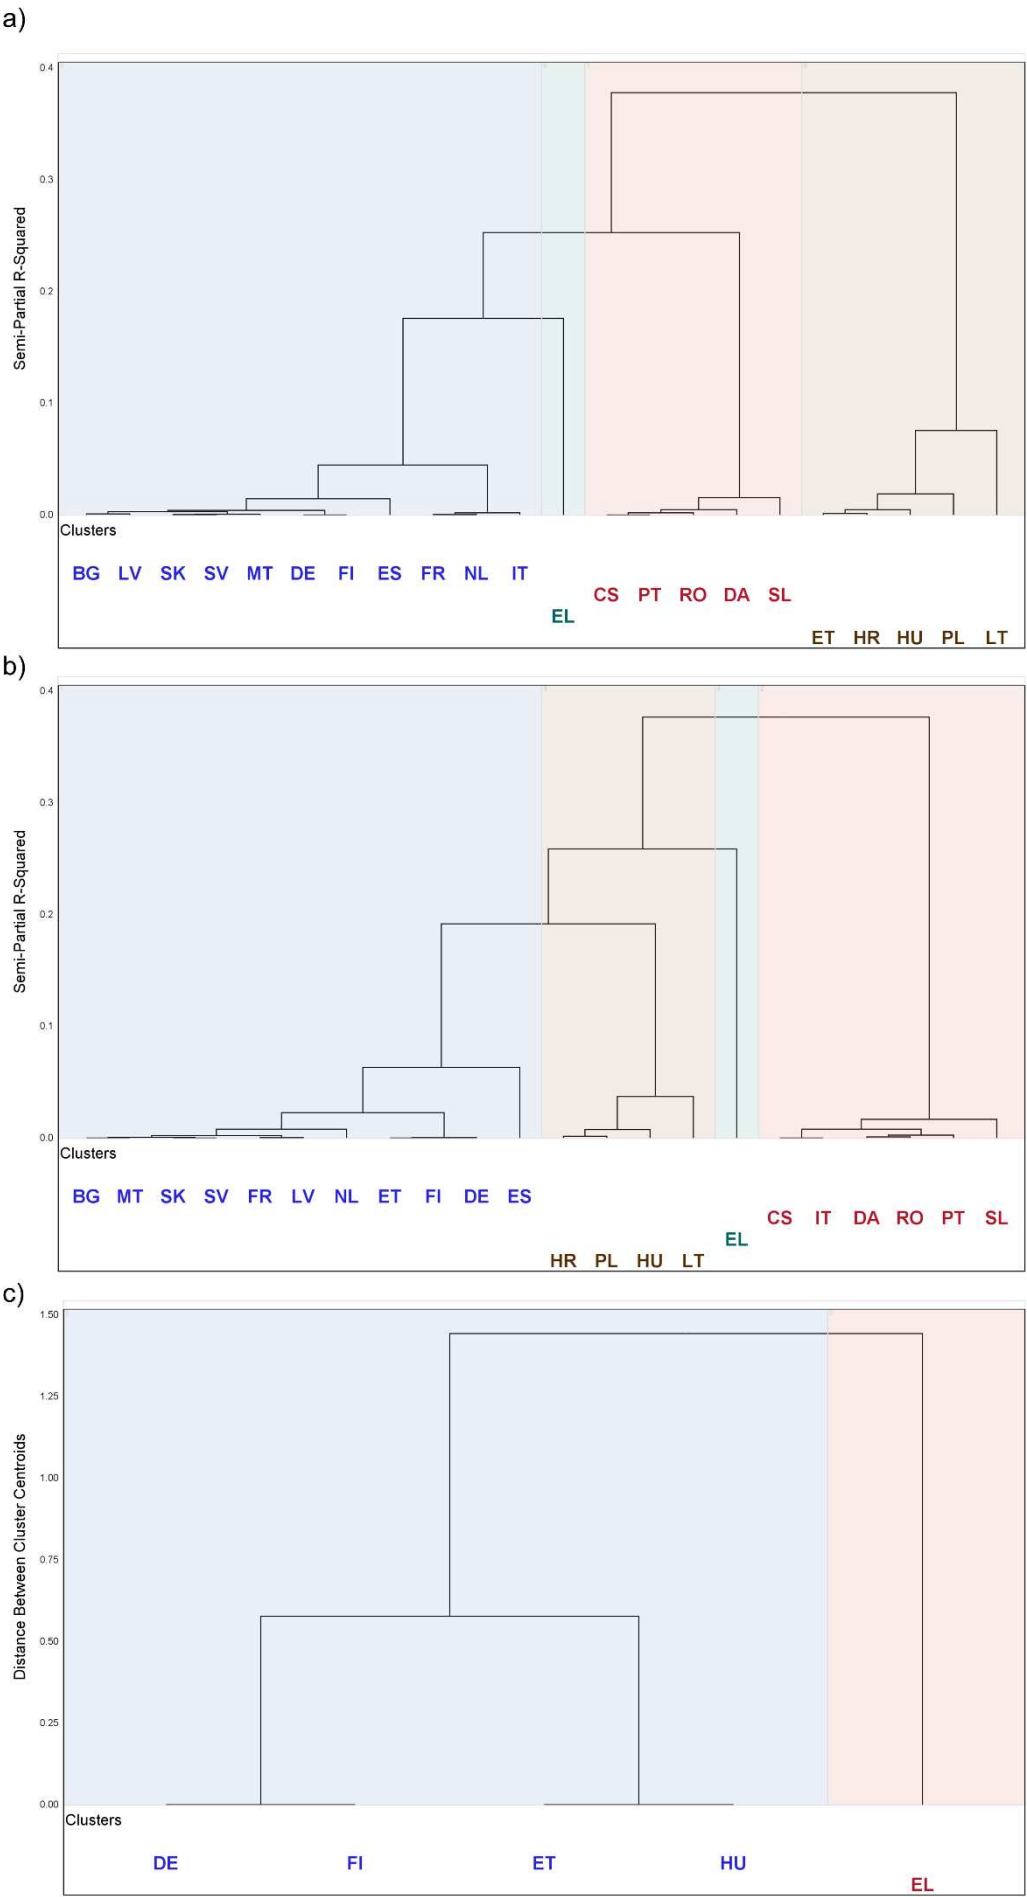 a)
0.4
0.3
0.2
0.1
0.0
Semi-Partial R-Squared
Clusters
BG LV SK SV MT DE FI ES FR NL IT
CS PT RO DA SL
EL
ET HR HU PL LT
b)
0.4
0.3
0.2
0.1
0.0
Semi-Partial R-Squared
Clusters
BG MT SK SV FR LV NL ET FI DE ES
CS IT DA RO PT SL
EL
HR PL HU LT
c)
1.50
1.25
1.00
0.75
0.50
0.25
0.00
Distance Between Cluster Centroids
Clusters
DE FI ET HU
EL